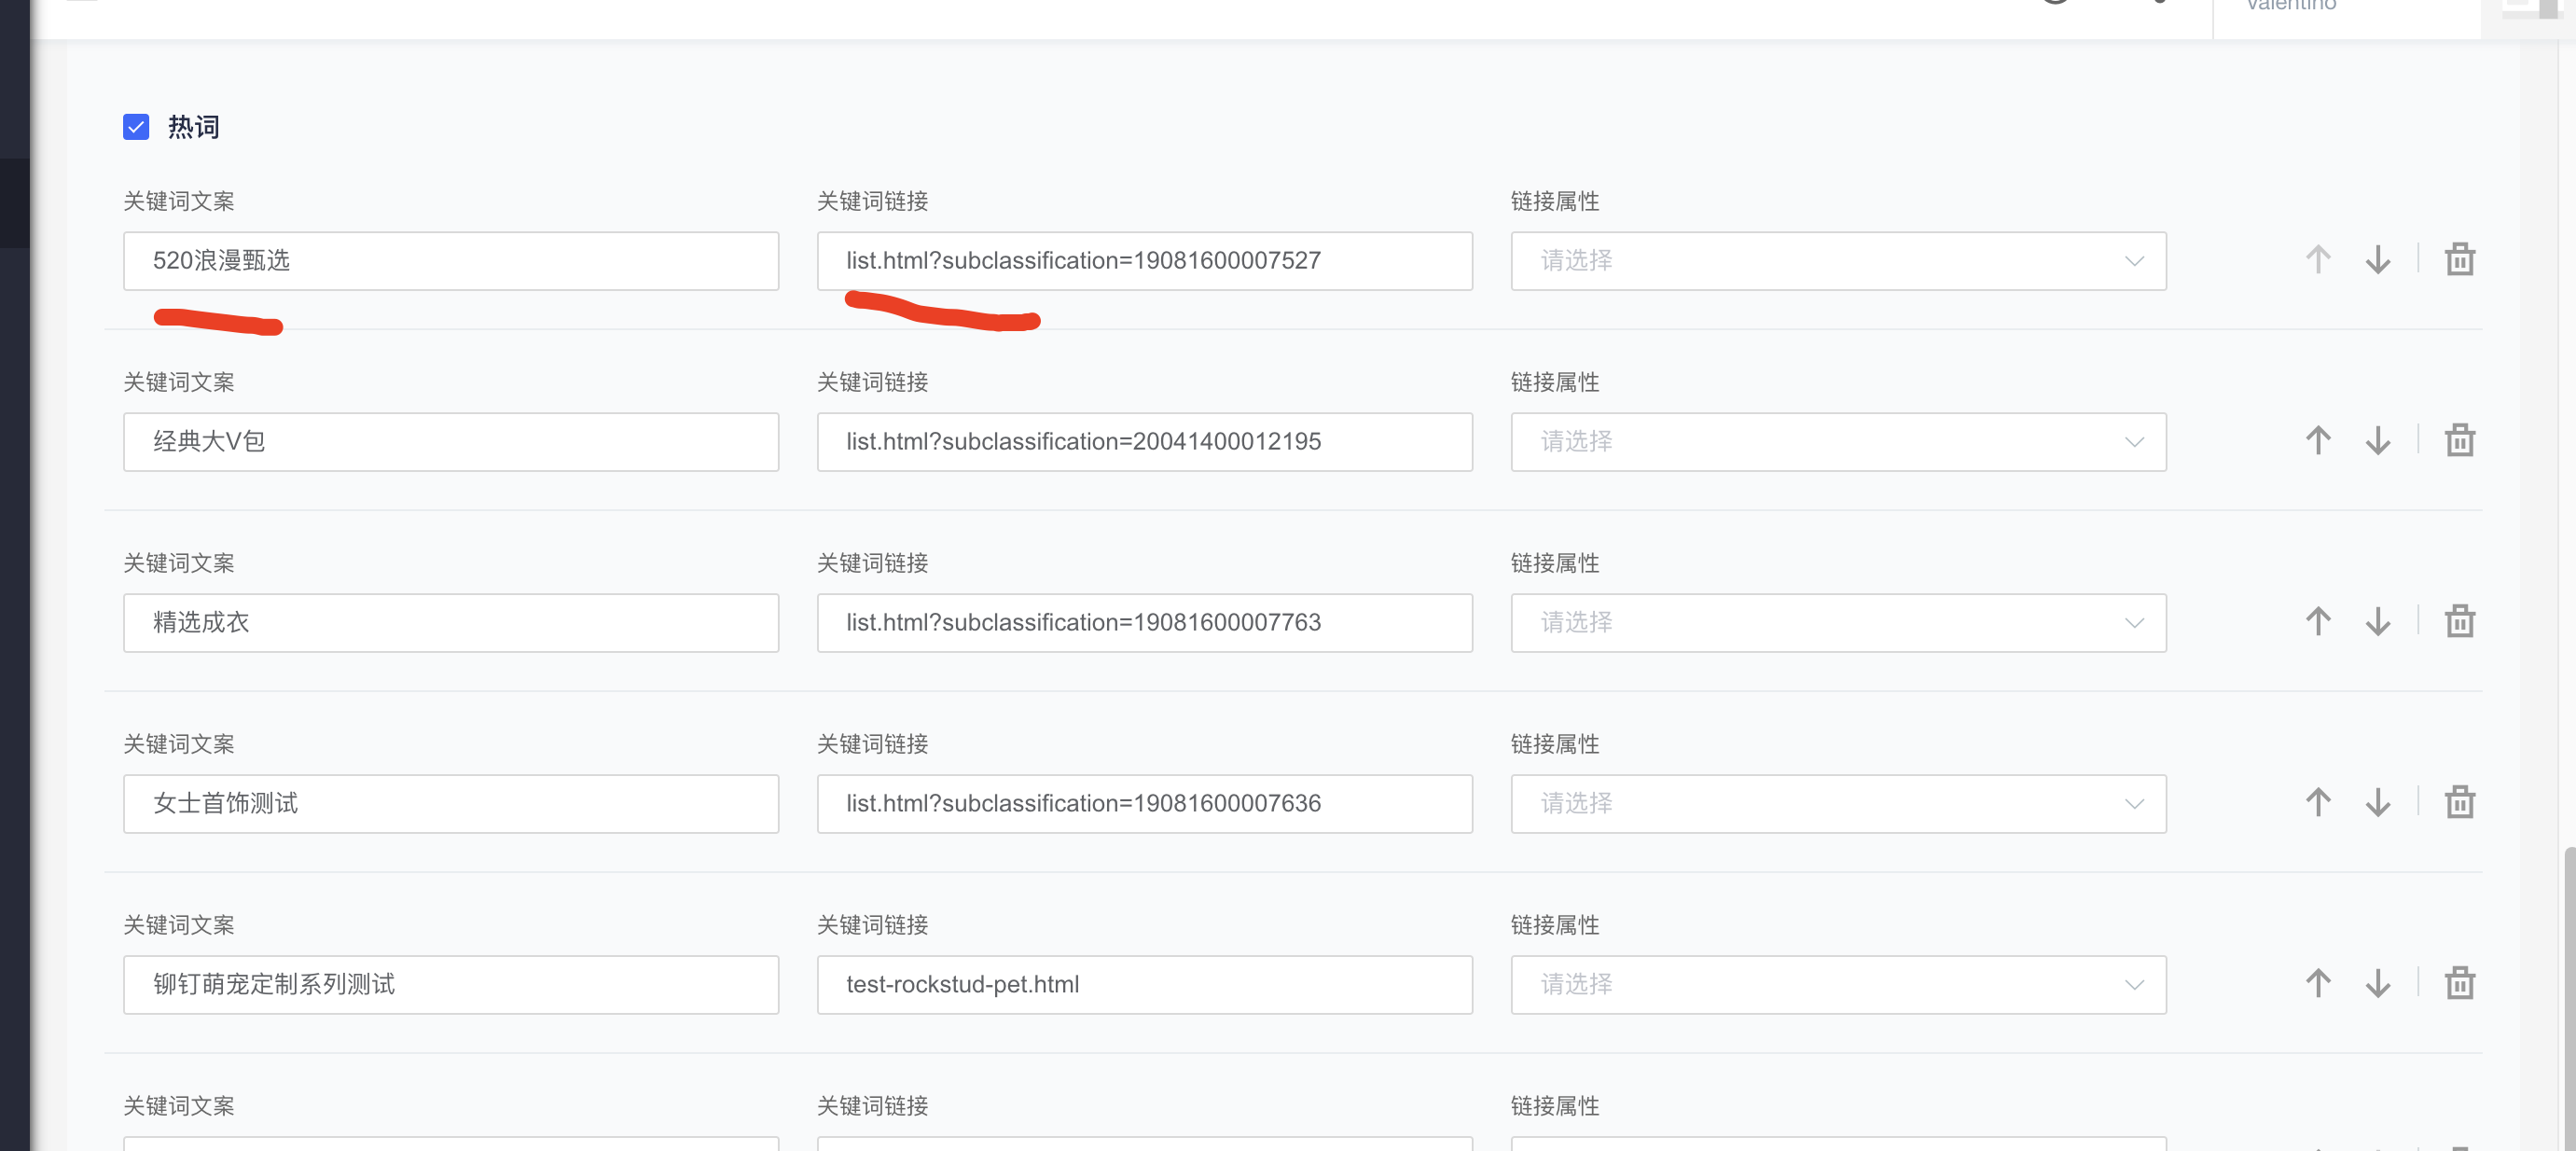 Valentino
热词
关键词文案 关键词链接 链接属性
520浪漫甄选 list.html?subclassification=19081600007527 请选择
关键词文案 关键词链接 链接属性
经典大V包 list.html?subclassification=20041400012195 请选择
关键词文案 关键词链接 链接属性
精选成衣 list.html?subclassification=19081600007763 请选择
关键词文案 关键词链接 链接属性
女士首饰测试 list.html?subclassification=19081600007636 请选择
关键词文案 关键词链接 链接属性
铆钉萌宠定制系列测试 test-rockstud-pet.html 请选择
关键词文案 关键词链接 链接属性